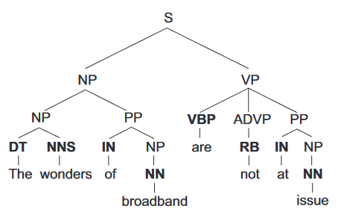 S
NP VP
NP PP VBP ADVP PP
DT NNS IN NP are RB IN NP
The wonders of NN not at NN
broadband issue